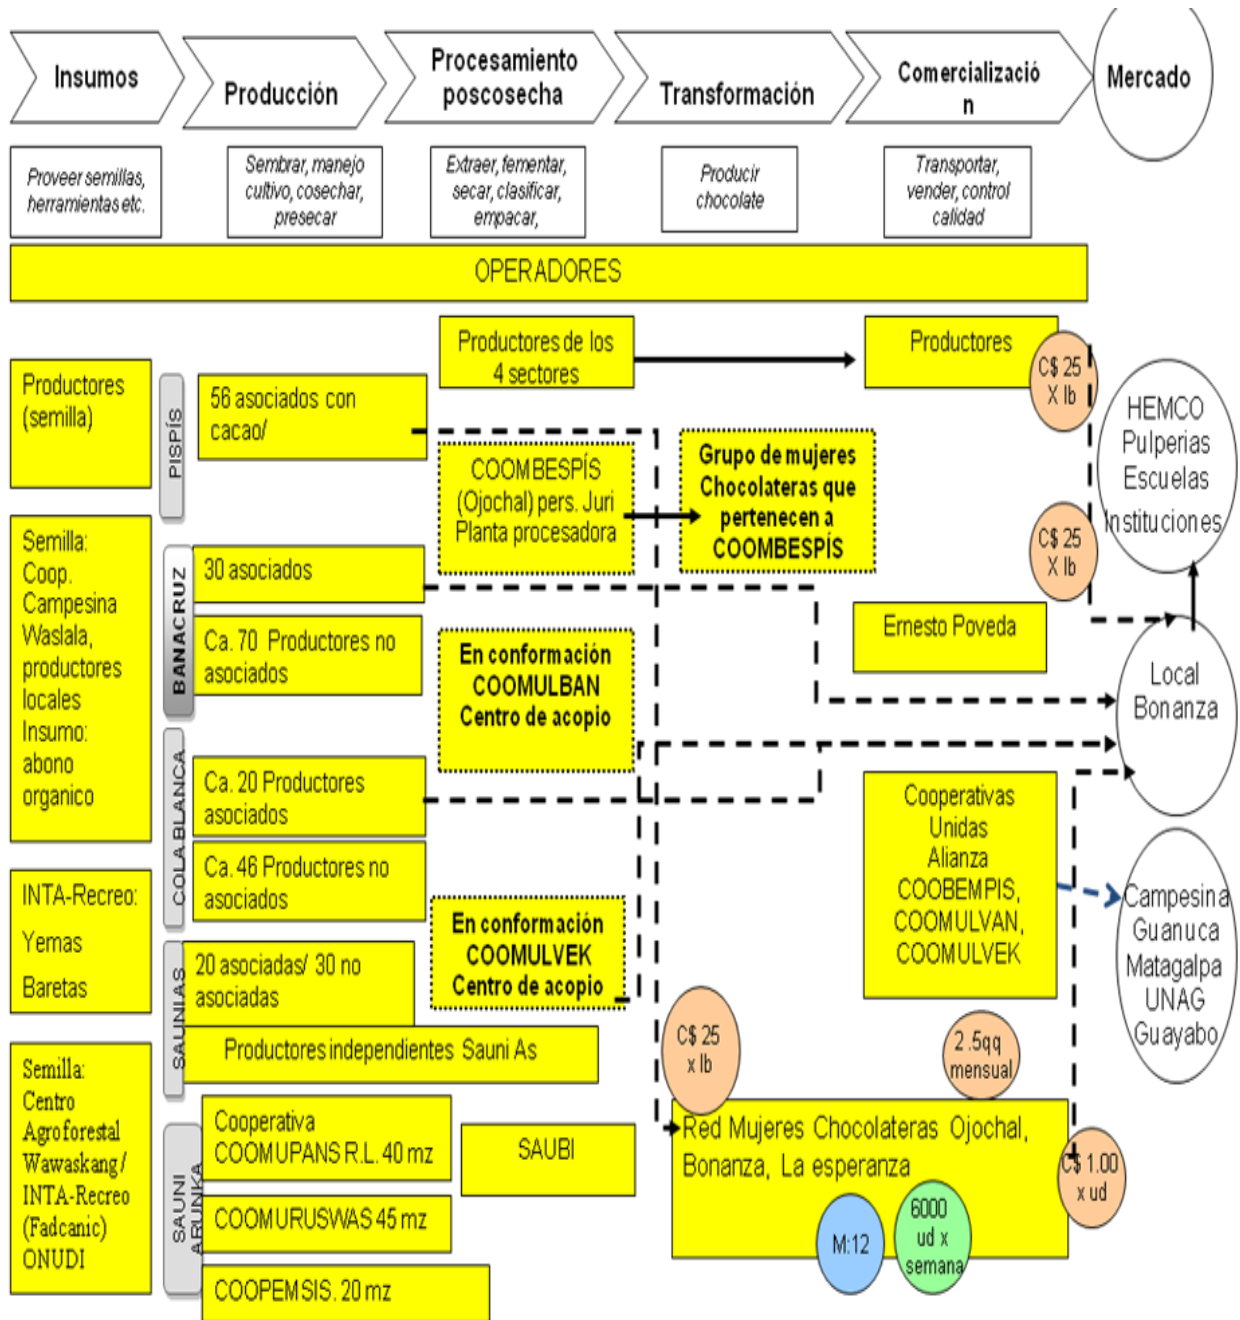 Insumos
Producción
Procesamiento
poscosecha
Transformación
Comercializació
n
Mercado
Proveer semillas,
herramientas etc.
Sembrar, manejo
cultivo, cosechar,
presecar
Extraer, fementar,
secar, clasificar,
empacar,
Producir
chocolate
Transportar,
vender, control
calidad
OPERADORES
Productores
(semilla)
Semilla:
Coop.
Campesina
Waslala,
productores
locales
Insumo:
abono
organico
INTA-Recreo:
Yemas
Baretas
Semilla:
Centro
Agroforestal
Wawaskang/
INTA-Recreo
(Fadcanic)
ONUDI
PISPÍS
BANACRUZ
COLA BLANCA
SAUNI AS
SAUNI
ARUNKA
56 asociados con
cacao/
30 asociados
Ca. 70 Productores no
asociados
Ca. 20 Productores
asociados
Ca. 46 Productores no
asociados
20 asociadas/ 30 no
asociadas
Productores independientes Sauni As
Cooperativa
COOMUPANS R.L. 40 mz
COOMURUSWAS 45 mz
COOPEMSIS. 20 mz
Productores de los
4 sectores
COOMBESPÍS
(Ojochal) pers. Juri
Planta procesadora
En conformación
COOMULBAN
Centro de acopio
En conformación
COOMULVEK
Centro de acopio
SAUBI
Grupo de mujeres
Chocolateras que
pertenecen a
COOMBESPÍS
C$ 25
x lb
Red Mujeres Chocolateras Ojochal,
Bonanza, La esperanza
M:12
6000
ud x
semana
2.5qq
mensual
C$ 1.00
x ud
Productores
C$ 25
X lb
C$ 25
X lb
Ernesto Poveda
Cooperativas
Unidas
Alianza
COOBEMPIS,
COOMULVAN,
COOMULVEK
HEMCO
Pulperias
Escuelas
Instituciones
Local
Bonanza
Campesina
Guanuca
Matagalpa
UNAG
Guayabo